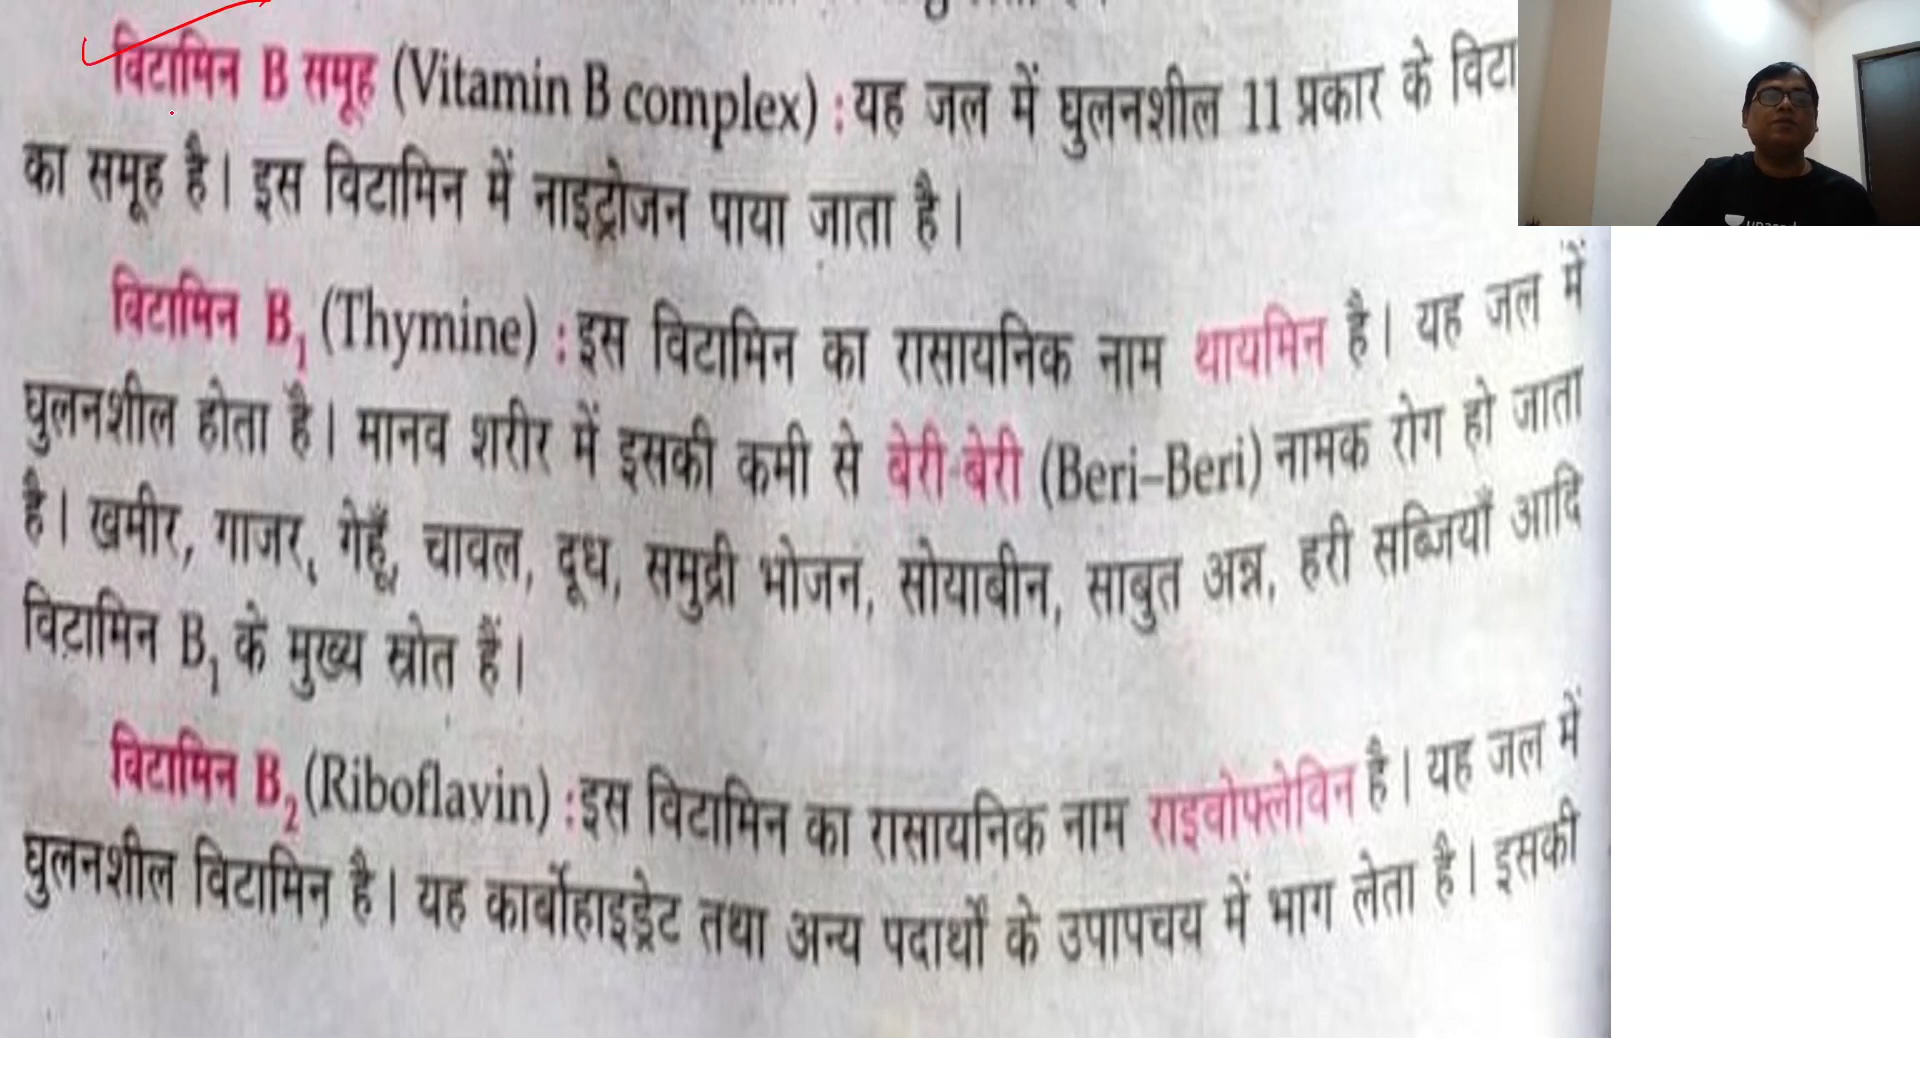 विटामिन B समूह (Vitamin B complex) : यह जल में घुलनशील 11 प्रकार के विटा
का समूह है। इस विटामिन में नाइट्रोजन पाया जाता है।
विटामिन B₁ (Thymine) : इस विटामिन का रासायनिक नाम थायमिन है। यह जल में
घुलनशील होता है। मानव शरीर में इसकी कमी से बेरी-बेरी (Beri–Beri) नामक रोग हो जाता
है। खमीर, गाजर, गेहूँ, चावल, दूध, समुद्री भोजन, सोयाबीन, साबुत अन्न, हरी सब्जियाँ आदि
विटामिन B₁ के मुख्य स्रोत हैं।
विटामिन B₂ (Riboflavin) : इस विटामिन का रासायनिक नाम राइवोफ्लेविन है। यह जल में
घुलनशील विटामिन है। यह कार्बोहाइड्रेट तथा अन्य पदार्थों के उपापचय में भाग लेता है। इसकी